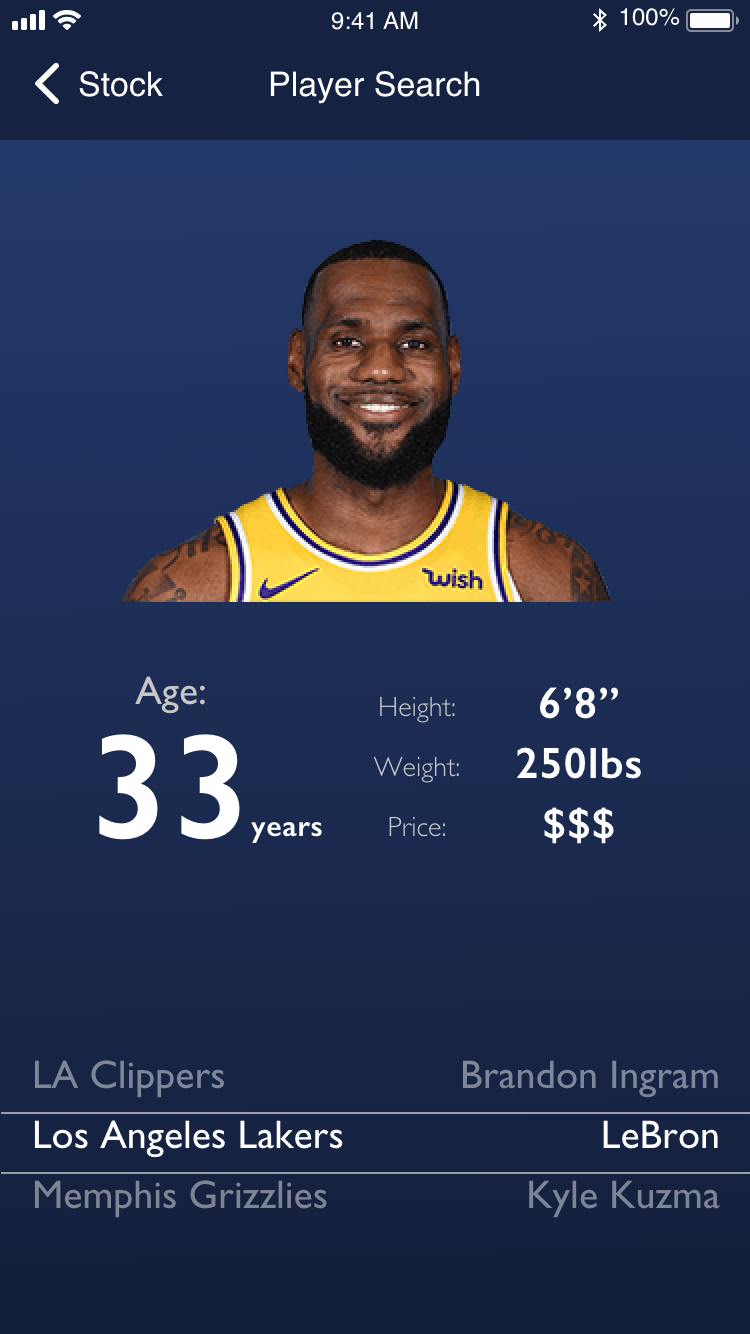 9:41 AM
100%
Stock
Player Search
wish
Age:
33 years
Height: 6’8”
Weight: 250lbs
Price: $$$
LA Clippers Brandon Ingram
Los Angeles Lakers LeBron
Memphis Grizzlies Kyle Kuzma